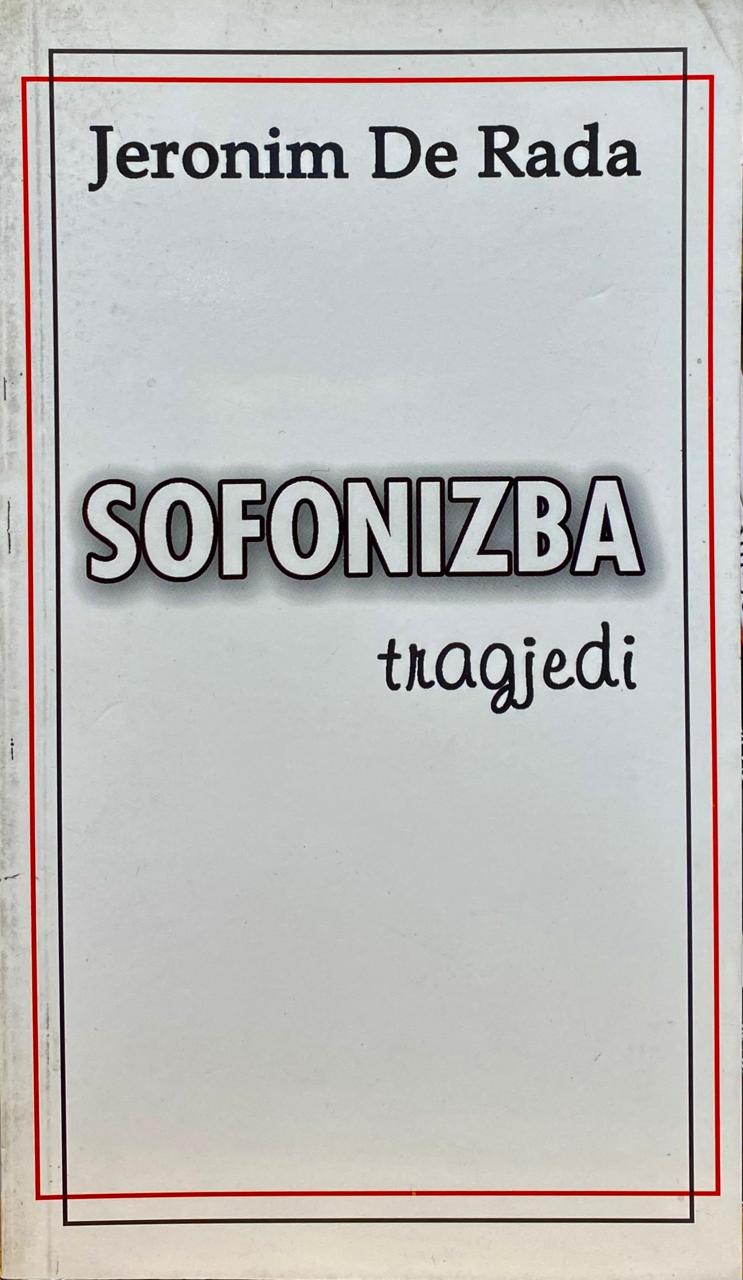 Jeronim De Rada
SOFONIZBA
tragjedi